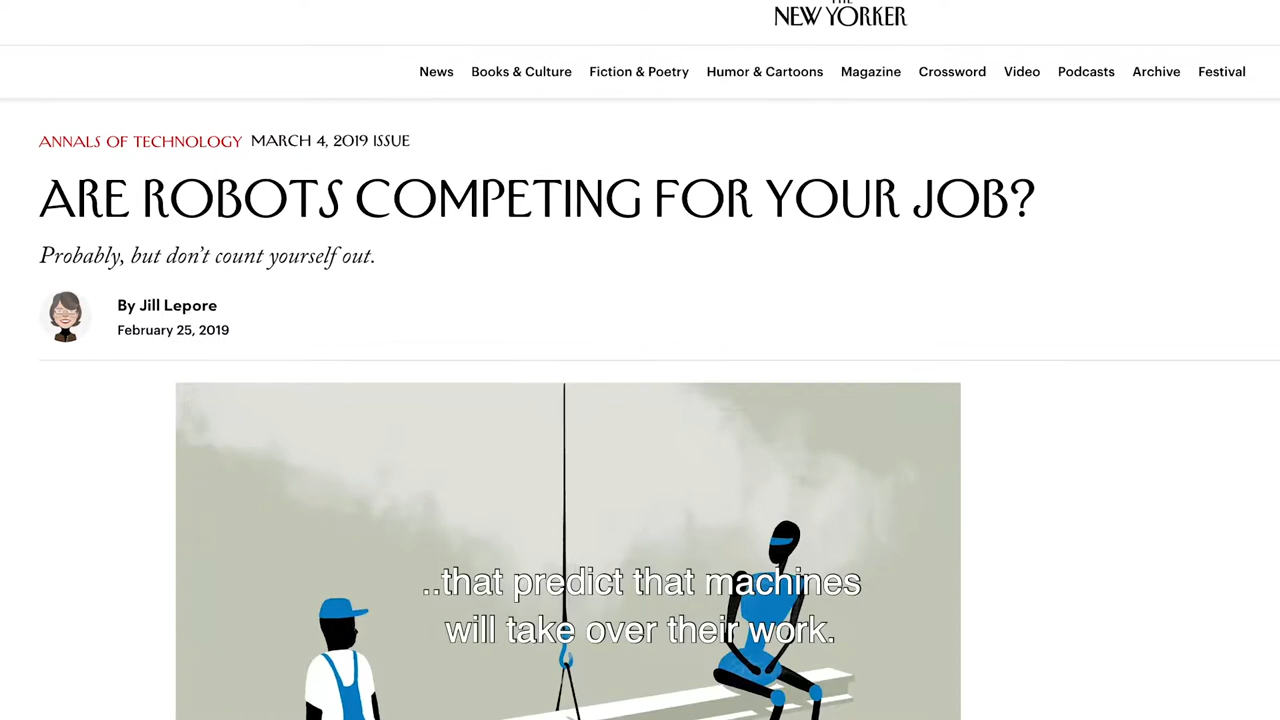 THE
NEW YORKER
News Books & Culture Fiction & Poetry Humor & Cartoons Magazine Crossword Video Podcasts Archive Festival
ANNALS OF TECHNOLOGY MARCH 4, 2019 ISSUE
ARE ROBOTS COMPETING FOR YOUR JOB?
Probably, but don’t count yourself out.
By Jill Lepore
February 25, 2019
..that predict that machines
will take over their work.